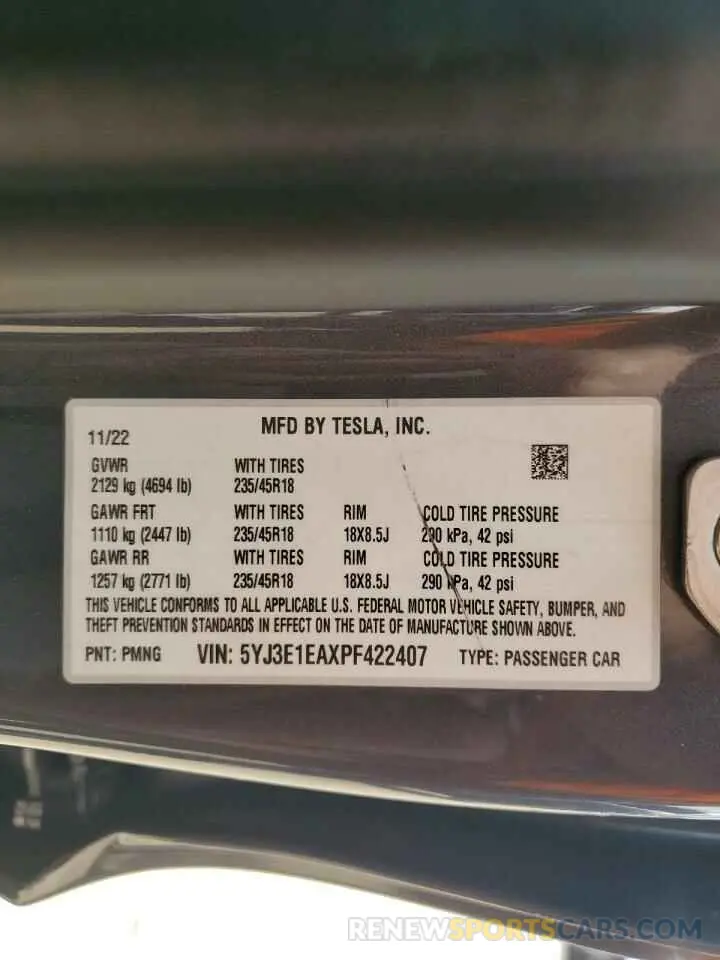 MFD BY TESLA, INC.
11/22
GVWR WITH TIRES
2129 kg (4694 lb) 235/45R18
GAWR FRT WITH TIRES RIM COLD TIRE PRESSURE
1110 kg (2447 lb) 235/45R18 18X8.5J 290 kPa, 42 psi
GAWR RR WITH TIRES RIM COLD TIRE PRESSURE
1257 kg (2771 lb) 235/45R18 18X8.5J 290 kPa, 42 psi
THIS VEHICLE CONFORMS TO ALL APPLICABLE U.S. FEDERAL MOTOR VEHICLE SAFETY, BUMPER, AND
THEFT PREVENTION STANDARDS IN EFFECT ON THE DATE OF MANUFACTURE SHOWN ABOVE.
PNT: PMNG VIN: 5YJ3E1EAXPF422407 TYPE: PASSENGER CAR
RENEWSPORTSCARS.COM